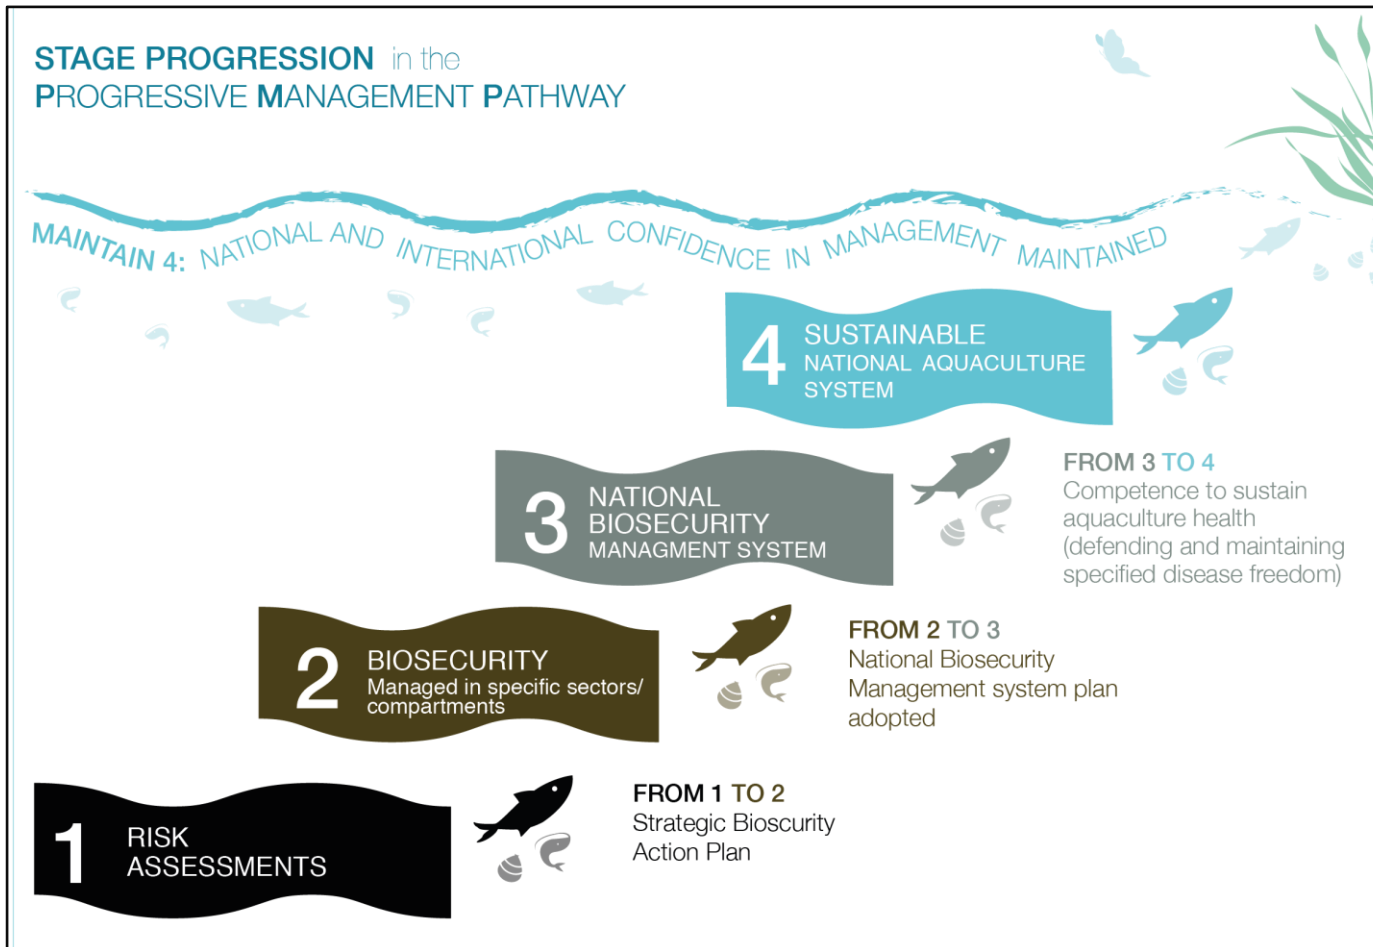 STAGE PROGRESSION in the
PROGRESSIVE MANAGEMENT PATHWAY
MAINTAIN 4: NATIONAL AND INTERNATIONAL CONFIDENCE IN MANAGEMENT MAINTAINED
4 SUSTAINABLE
NATIONAL AQUACULTURE
SYSTEM
FROM 3 TO 4
Competence to sustain
aquaculture health
(defending and maintaining
specified disease freedom)
3 NATIONAL
BIOSECURITY
MANAGMENT SYSTEM
FROM 2 TO 3
National Biosecurity
Management system plan
adopted
2 BIOSECURITY
Managed in specific sectors/
compartments
FROM 1 TO 2
Strategic Bioscurity
Action Plan
1 RISK
ASSESSMENTS